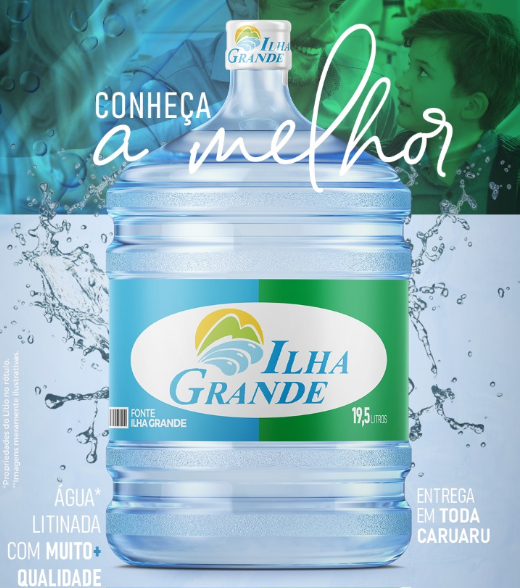 ILHA
GRANDE
CONHEÇA
a melhor
ILHA
GRANDE
FONTE
ILHA GRANDE
19,5 LITROS
*Propriedades do Lítio no rótulo.
**Imagens meramente ilustrativas.
ÁGUA*
LITINADA
COM MUITO+
QUALIDADE
ENTREGA
EM TODA
CARUARU